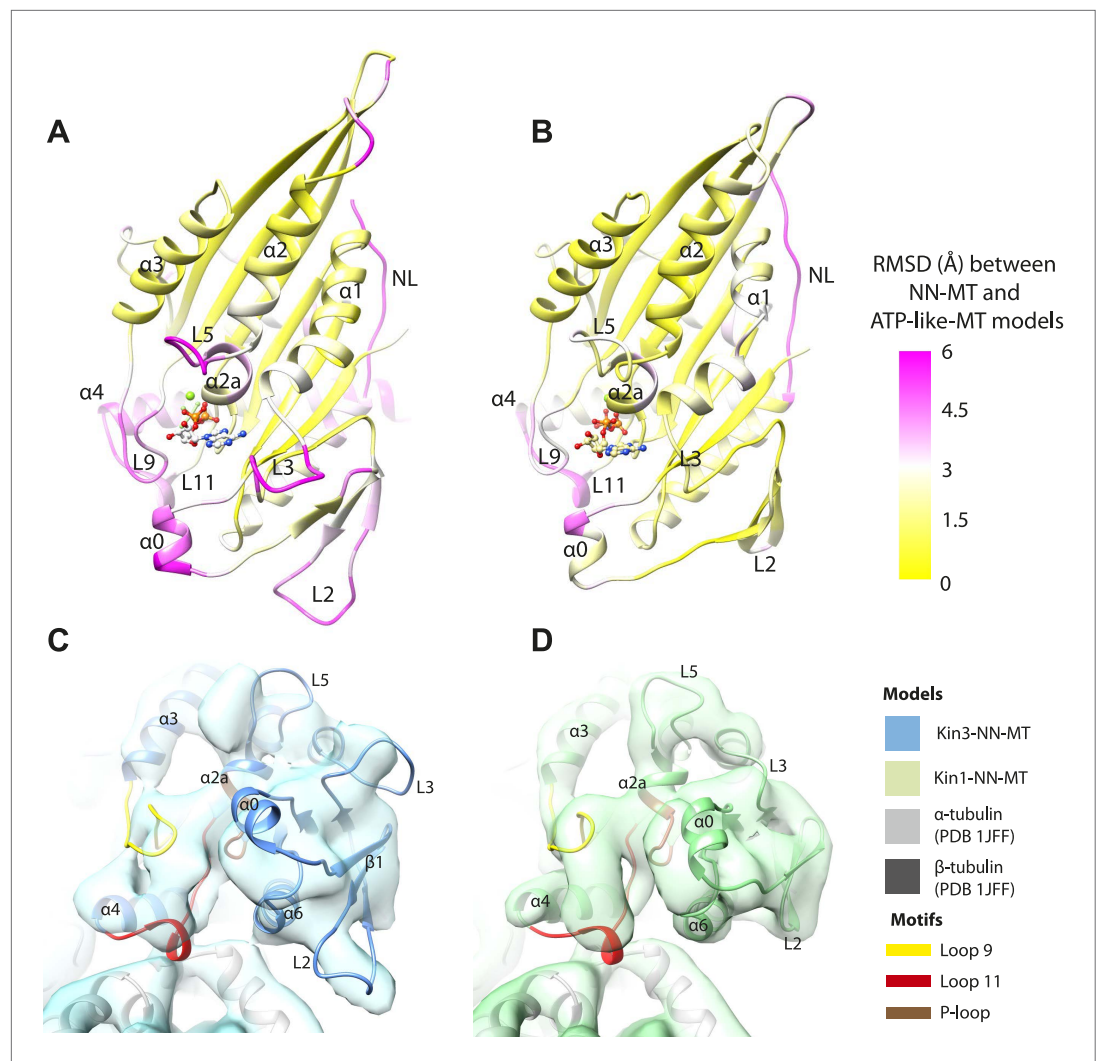 A
α3
α2
α1
NL
L5
α2a
α4
L9
L3
L11
α0
L2
B
α3
α2
α1
NL
L5
α2a
α4
L9
L3
L11
α0
L2
RMSD (Å) between
NN-MT and
ATP-like-MT models
6
4.5
3
1.5
0
C
L5
α3
α2a
L3
α0
β1
α4
α6
L2
D
L5
α3
L3
α2a
α0
α4
α6
L2
Models
Kin3-NN-MT
Kin1-NN-MT
α-tubulin
(PDB 1JFF)
β-tubulin
(PDB 1JFF)
Motifs
Loop 9
Loop 11
P-loop